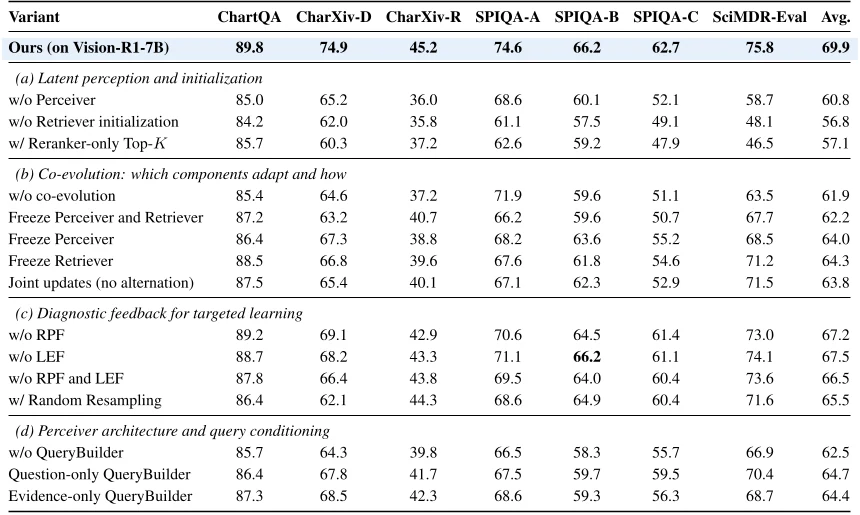 Variant ChartQA CharXiv-D CharXiv-R SPIQA-A SPIQA-B SPIQA-C SciMDR-Eval Avg.
Ours (on Vision-R1-7B) 89.8 74.9 45.2 74.6 66.2 62.7 75.8 69.9
(a) Latent perception and initialization
w/o Perceiver 85.0 65.2 36.0 68.6 60.1 52.1 58.7 60.8
w/o Retriever initialization 84.2 62.0 35.8 61.1 57.5 49.1 48.1 56.8
w/ Reranker-only Top-K 85.7 60.3 37.2 62.6 59.2 47.9 46.5 57.1
(b) Co-evolution: which components adapt and how
w/o co-evolution 85.4 64.6 37.2 71.9 59.6 51.1 63.5 61.9
Freeze Perceiver and Retriever 87.2 63.2 40.7 66.2 59.6 50.7 67.7 62.2
Freeze Perceiver 86.4 67.3 38.8 68.2 63.6 55.2 68.5 64.0
Freeze Retriever 88.5 66.8 39.6 67.6 61.8 54.6 71.2 64.3
Joint updates (no alternation) 87.5 65.4 40.1 67.1 62.3 52.9 71.5 63.8
(c) Diagnostic feedback for targeted learning
w/o RPF 89.2 69.1 42.9 70.6 64.5 61.4 73.0 67.2
w/o LEF 88.7 68.2 43.3 71.1 66.2 61.1 74.1 67.5
w/o RPF and LEF 87.8 66.4 43.8 69.5 64.0 60.4 73.6 66.5
w/ Random Resampling 86.4 62.1 44.3 68.6 64.9 60.4 71.6 65.5
(d) Perceiver architecture and query conditioning
w/o QueryBuilder 85.7 64.3 39.8 66.5 58.3 55.7 66.9 62.5
Question-only QueryBuilder 86.4 67.8 41.7 67.5 59.7 59.5 70.4 64.7
Evidence-only QueryBuilder 87.3 68.5 42.3 68.6 59.3 56.3 68.7 64.4